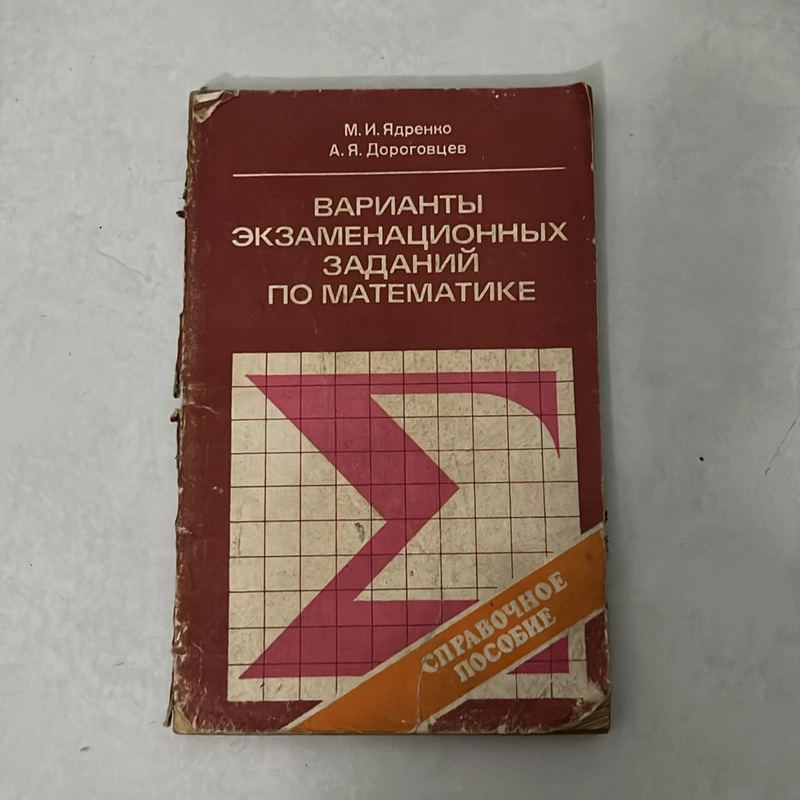 М. И. Ядренко
А. Я. Дороговцев
ВАРИАНТЫ
ЭКЗАМЕНАЦИОННЫХ
ЗАДАНИЙ
ПО МАТЕМАТИКЕ
СПРАВОЧНОЕ
ПОСОБИЕ